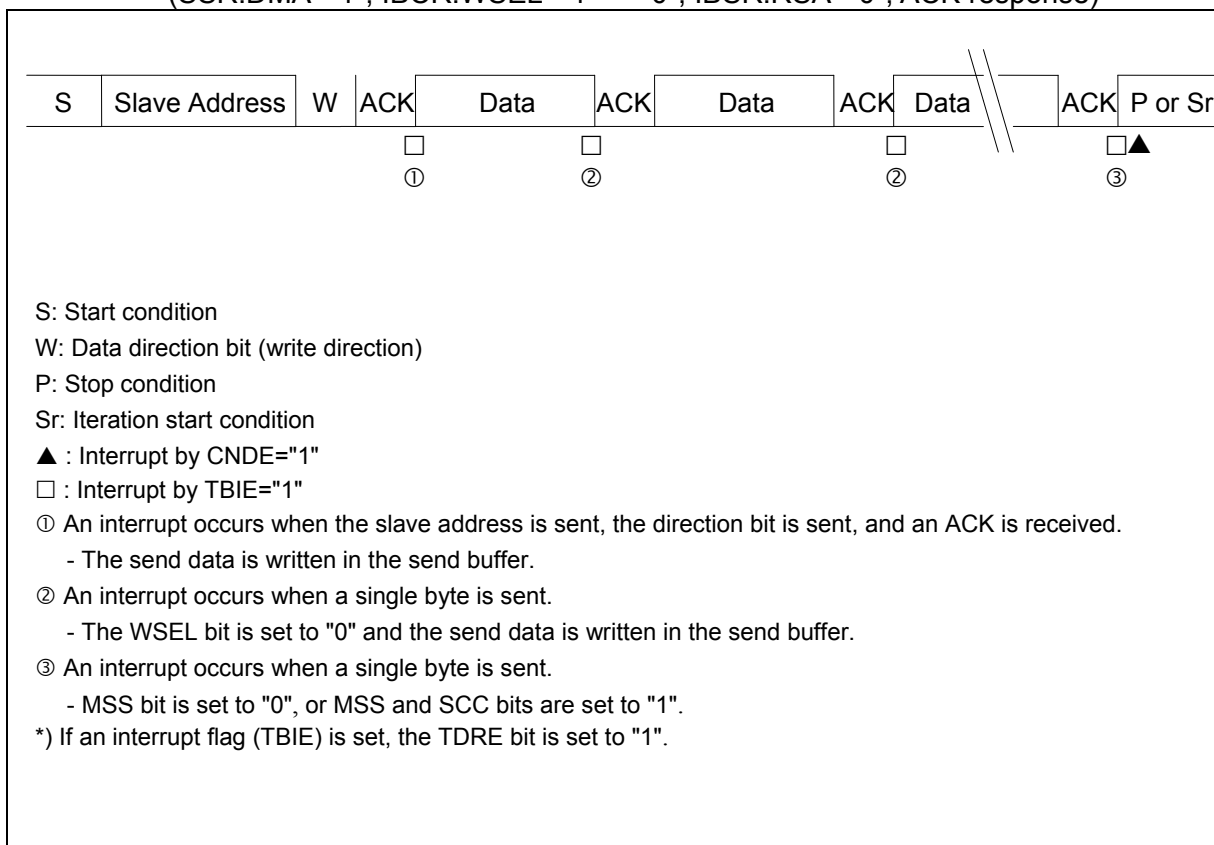 S Slave Address W ACK Data ACK Data ACK Data ACK P or Sr
□ □ □ □▲
① ② ② ③
S: Start condition
W: Data direction bit (write direction)
P: Stop condition
Sr: Iteration start condition
▲ : Interrupt by CNDE="1"
□ : Interrupt by TBIE="1"
① An interrupt occurs when the slave address is sent, the direction bit is sent, and an ACK is received.
- The send data is written in the send buffer.
② An interrupt occurs when a single byte is sent.
- The WSEL bit is set to "0" and the send data is written in the send buffer.
③ An interrupt occurs when a single byte is sent.
- MSS bit is set to "0", or MSS and SCC bits are set to "1".
*) If an interrupt flag (TBIE) is set, the TDRE bit is set to "1".